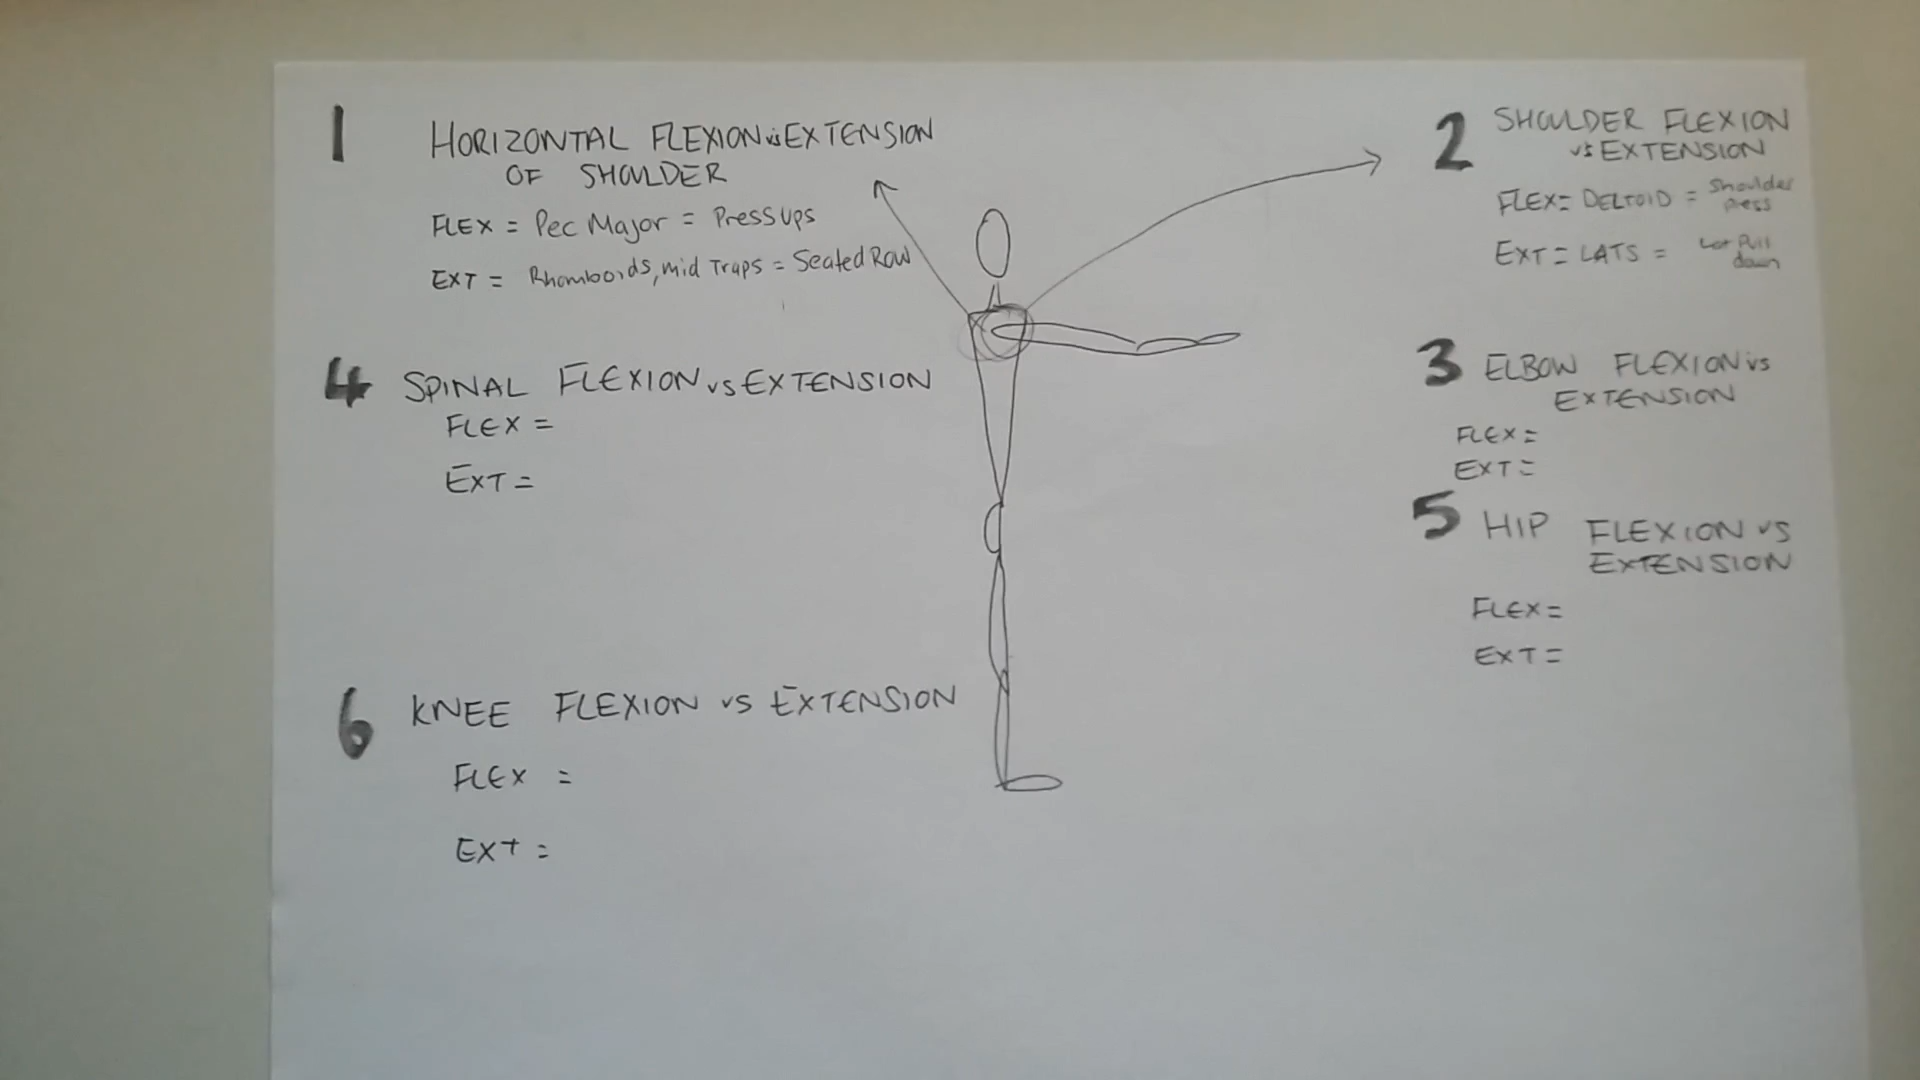 1 HORIZONTAL FLEXION vs EXTENSION
OF SHOULDER
FLEX = Pec Major = Press ups
EXT = Rhomboids, mid Traps = Seated Row
2 SHOULDER FLEXION
vs EXTENSION
FLEX = DELTOID = Shoulder
press
EXT = LATS = Lat Pull
down
3 ELBOW FLEXION vs
EXTENSION
FLEX =
EXT =
4 SPINAL FLEXION vs EXTENSION
FLEX =
EXT =
5 HIP FLEXION vs
EXTENSION
FLEX =
EXT =
6 KNEE FLEXION vs EXTENSION
FLEX =
EXT =